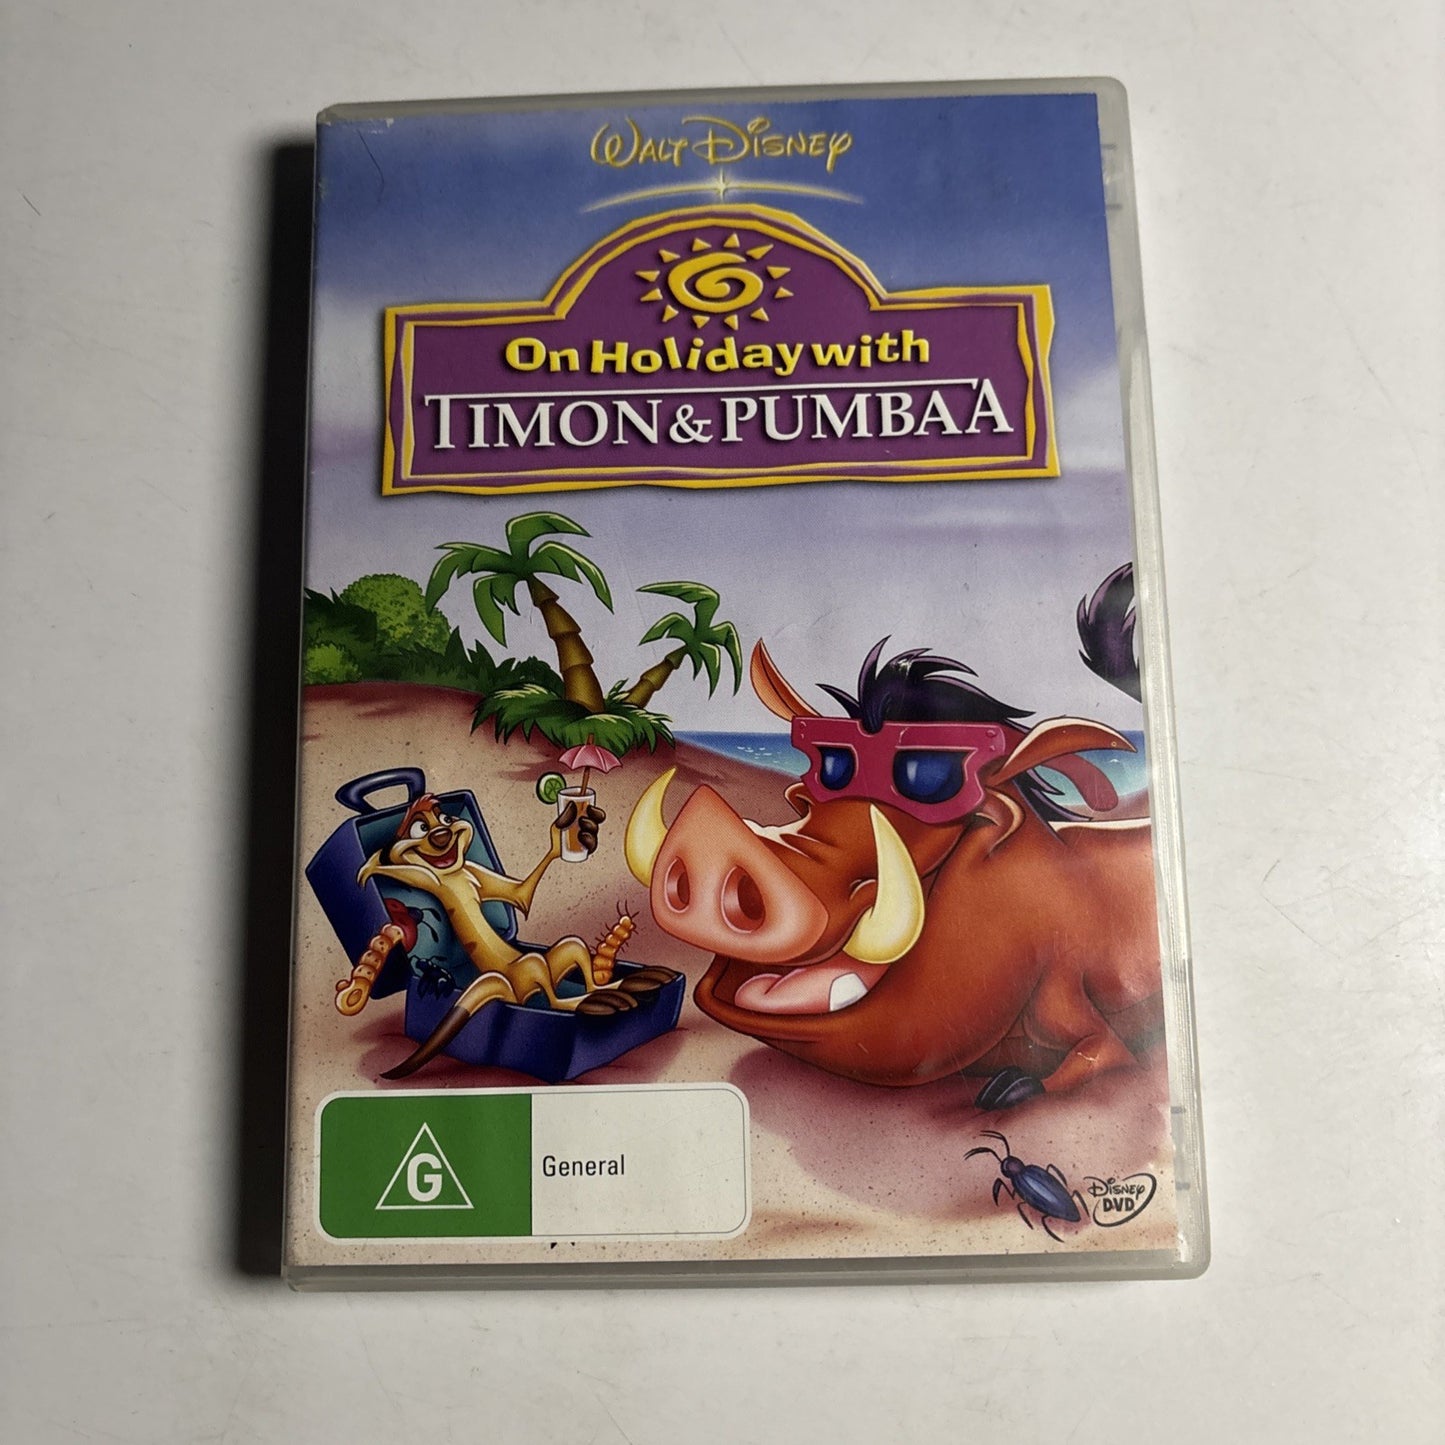 WALT DISNEY
On Holiday with
TIMON & PUMBAA
G
General
DISNEY
DVD